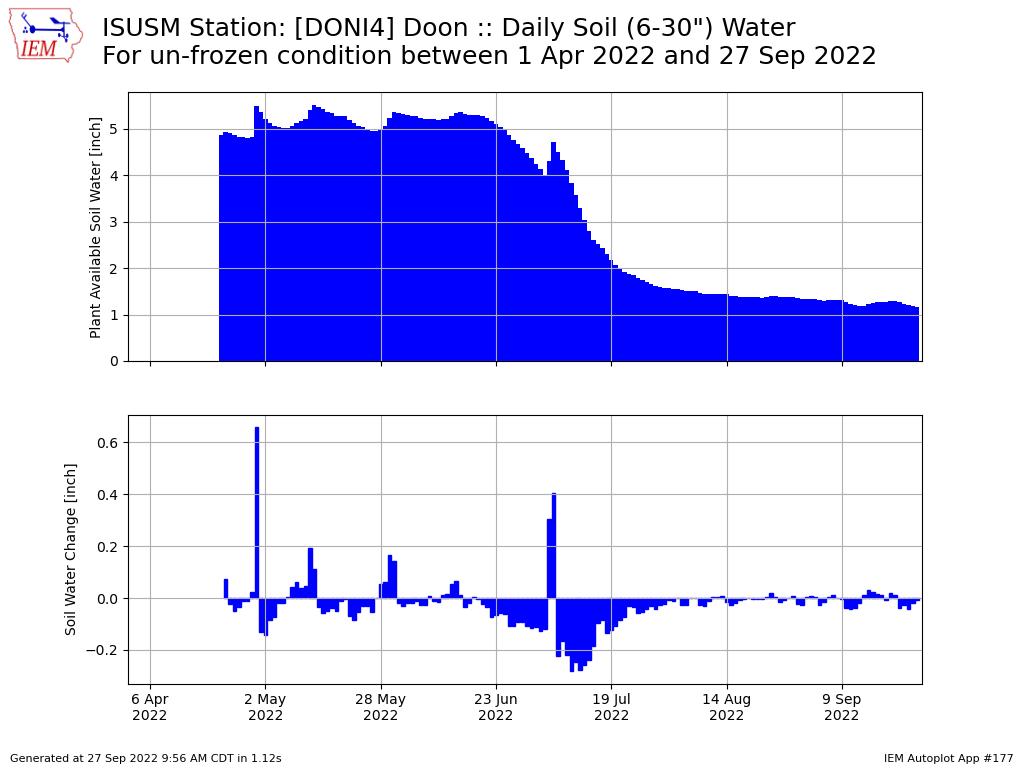 IEM
ISUSM Station: [DONI4] Doon :: Daily Soil (6-30") Water
For un-frozen condition between 1 Apr 2022 and 27 Sep 2022
Plant Available Soil Water [inch]
5
4
3
2
1
0
Soil Water Change [inch]
0.6
0.4
0.2
0.0
−0.2
6 Apr 2 May 28 May 23 Jun 19 Jul 14 Aug 9 Sep
2022 2022 2022 2022 2022 2022 2022
Generated at 27 Sep 2022 9:56 AM CDT in 1.12s
IEM Autoplot App #177